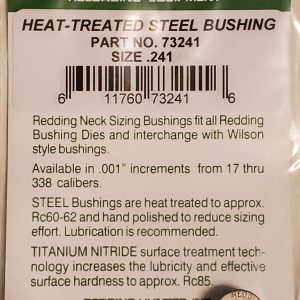 RELOADING EQUIPMENT
HEAT-TREATED STEEL BUSHING
PART NO. 73241
SIZE .241
6 11760 73241 6
Redding Neck Sizing Bushings fit all Redding
Bushing Dies and interchange with Wilson
style bushings.
Available in .001” increments from 17 thru
338 calibers.
STEEL Bushings are heat treated to approx.
Rc60-62 and hand polished to reduce sizing
effort. Lubrication is recommended.
TITANIUM NITRIDE surface treatment tech-
nology increases the lubricity and effective
surface hardness to approx. Rc85.